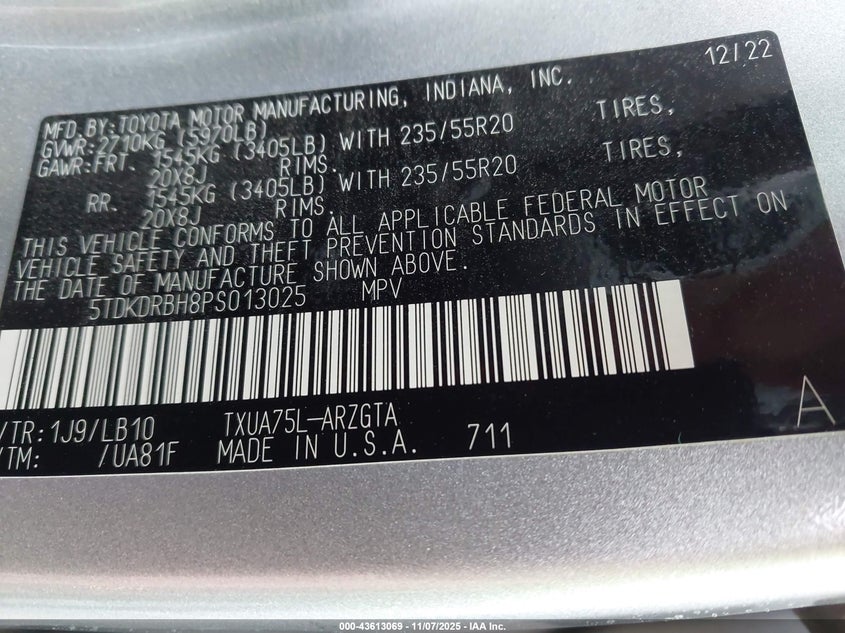 12/22
MFD.BY:TOYOTA MOTOR MANUFACTURING, INDIANA, INC.
GVWR:2710KG (5970LB)
GAWR:FRT. 1545KG (3405LB) WITH 235/55R20 TIRES,
20X8J RIMS.
RR. 1545KG (3405LB) WITH 235/55R20 TIRES,
20X8J RIMS.
THIS VEHICLE CONFORMS TO ALL APPLICABLE FEDERAL MOTOR
VEHICLE SAFETY AND THEFT PREVENTION STANDARDS IN EFFECT ON
THE DATE OF MANUFACTURE SHOWN ABOVE.
5TDKDRBH8PS013025 MPV
/TR:1J9/LB10 TXUA75L-ARZGTA A
/TM: /UA81F MADE IN U.S.A. 711
000-43613069 - 11/07/2025 - IAA Inc.